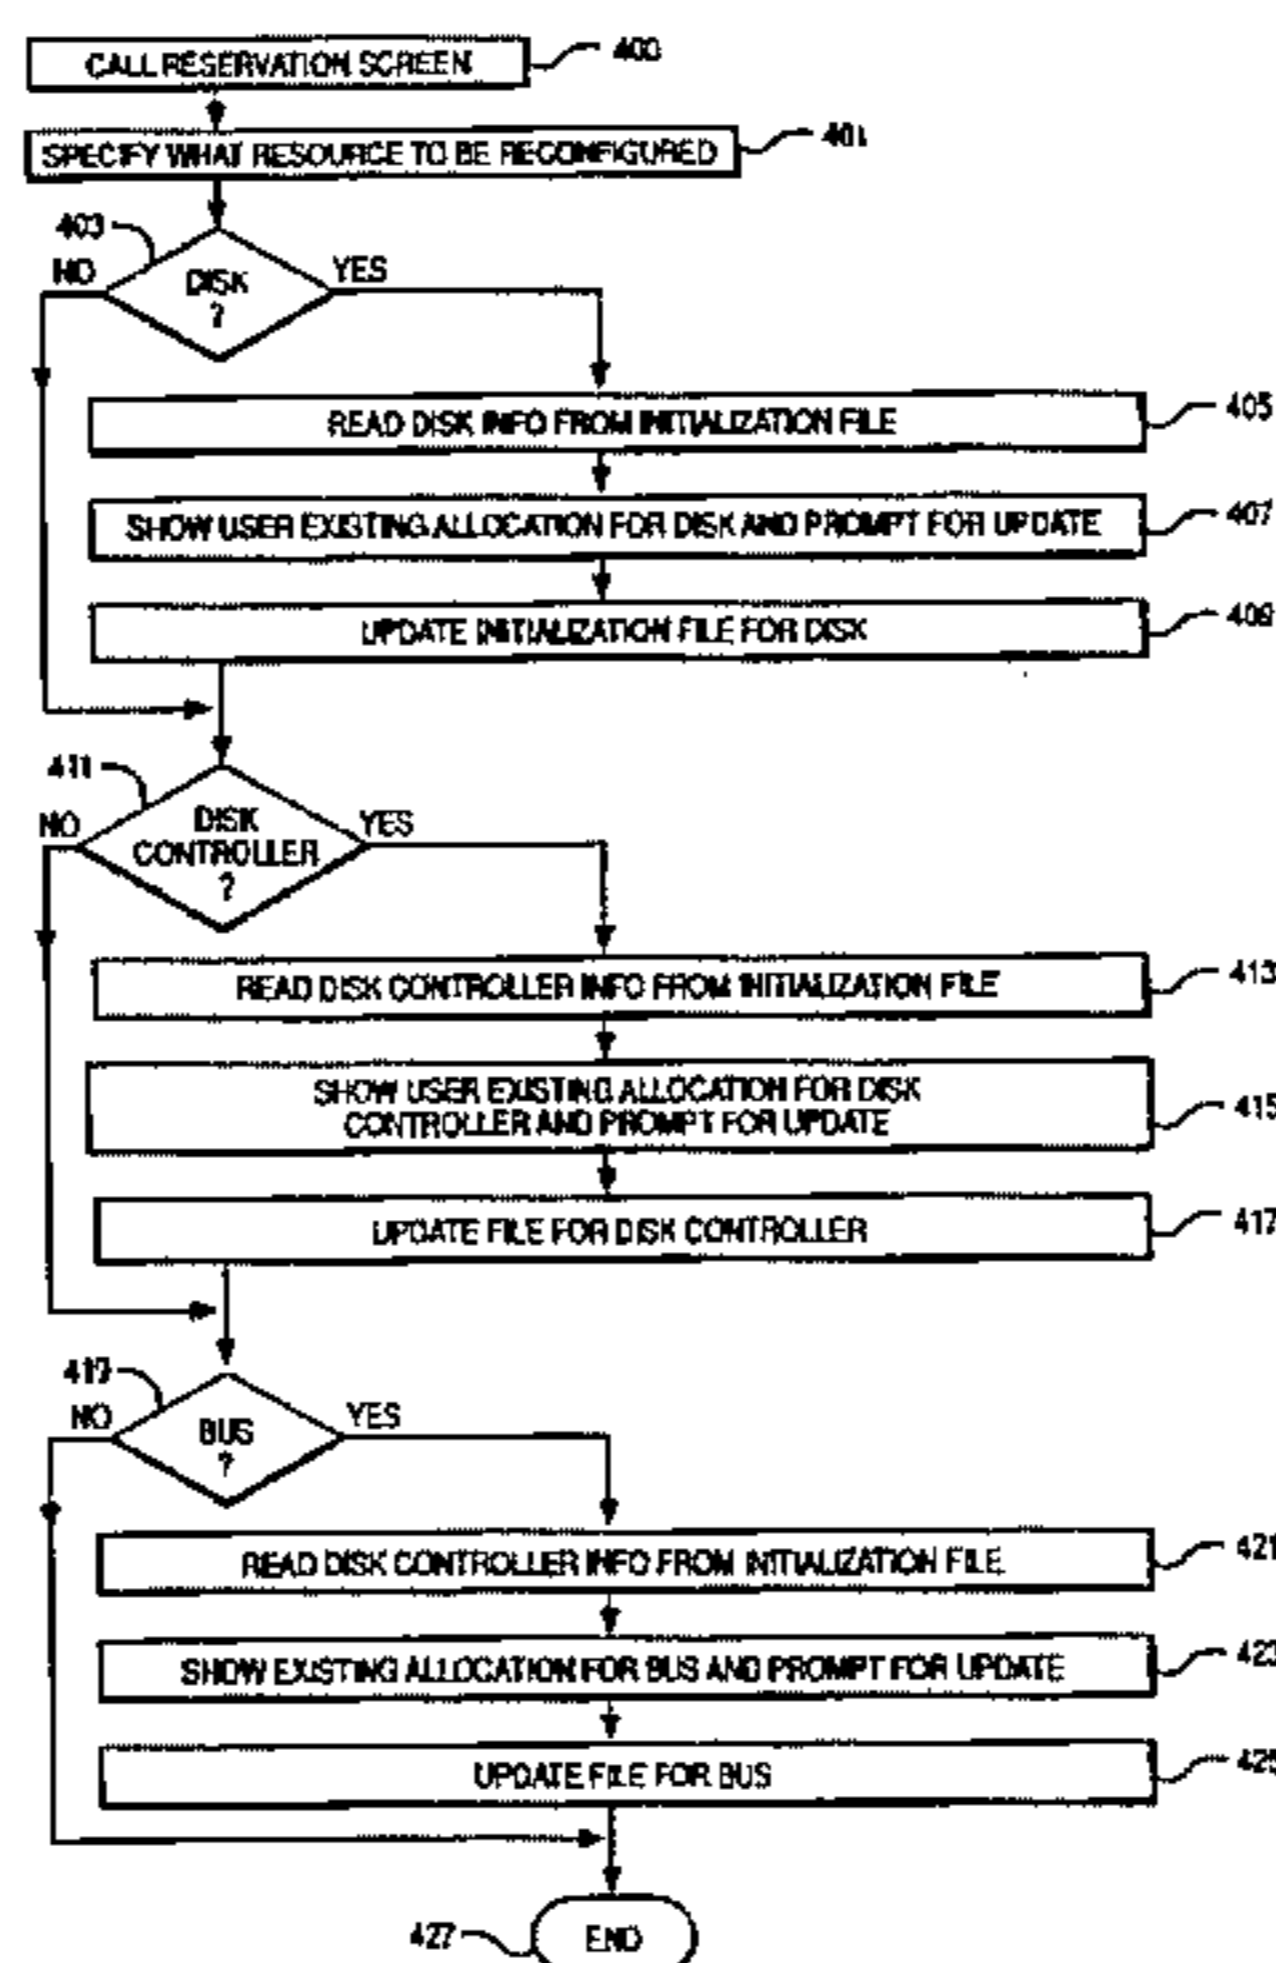 CALL RESERVATION SCREEN
400
SPECIFY WHAT RESOURCE TO BE RECONFIGURED
401
403
NO
DISK
?
YES
READ DISK INFO FROM INITIALIZATION FILE
405
SHOW USER EXISTING ALLOCATION FOR DISK AND PROMPT FOR UPDATE
407
UPDATE INITIALIZATION FILE FOR DISK
409
411
NO
DISK
CONTROLLER
?
YES
READ DISK CONTROLLER INFO FROM INITIALIZATION FILE
413
SHOW USER EXISTING ALLOCATION FOR DISK
CONTROLLER AND PROMPT FOR UPDATE
415
UPDATE FILE FOR DISK CONTROLLER
417
419
NO
BUS
?
YES
READ DISK CONTROLLER INFO FROM INITIALIZATION FILE
421
SHOW EXISTING ALLOCATION FOR BUS AND PROMPT FOR UPDATE
423
UPDATE FILE FOR BUS
425
427
END